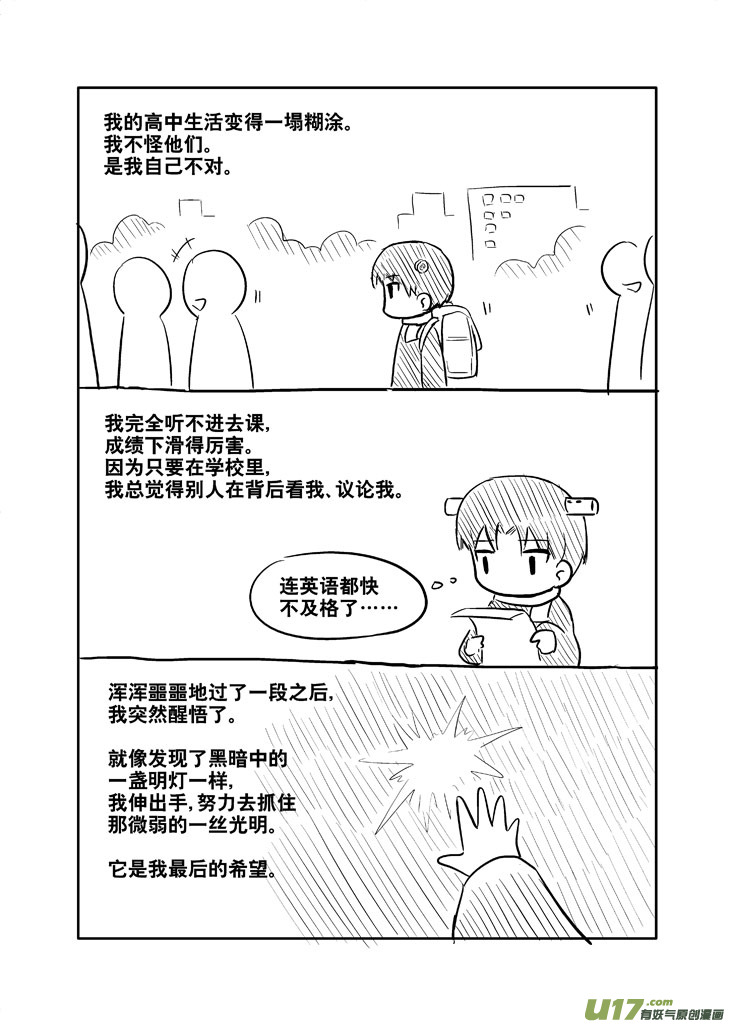 我的高中生活变得一塌糊涂。
我不怪他们。
是我自己不对。
我完全听不进去课,
成绩下滑得厉害。
因为只要在学校里,
我总觉得别人在背后看我、议论我。
连英语都快
不及格了……
浑浑噩噩地过了一段之后,
我突然醒悟了。
就像发现了黑暗中的
一盏明灯一样,
我伸出手,努力去抓住
那微弱的一丝光明。
它是我最后的希望。
U17.com
有妖气原创漫画